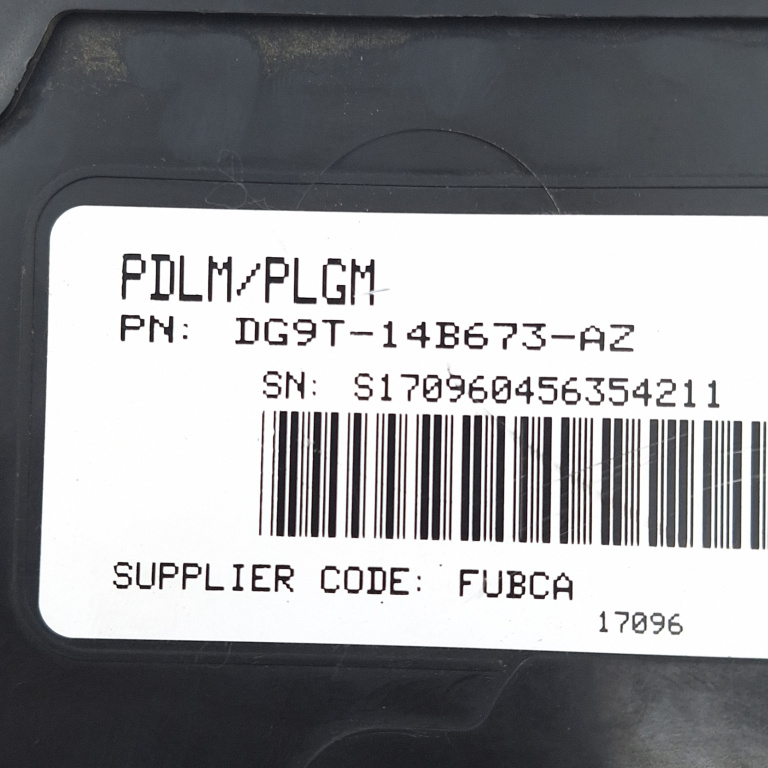 PDLM/PLGM
PN: DG9T-14B673-AZ
SN: S170960456354211
SUPPLIER CODE: FUBCA
17096